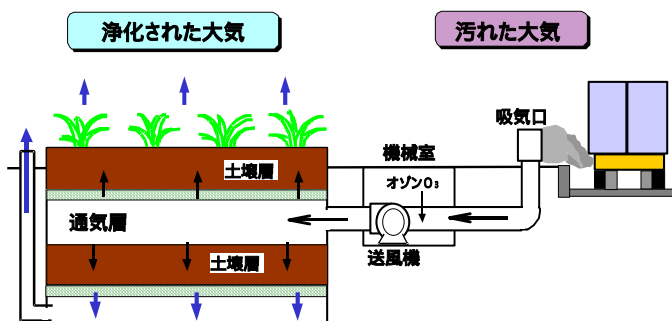 浄化された大気
汚れた大気
吸気口
機械室
土壌層
オゾンO₃
通気層
土壌層
送風機